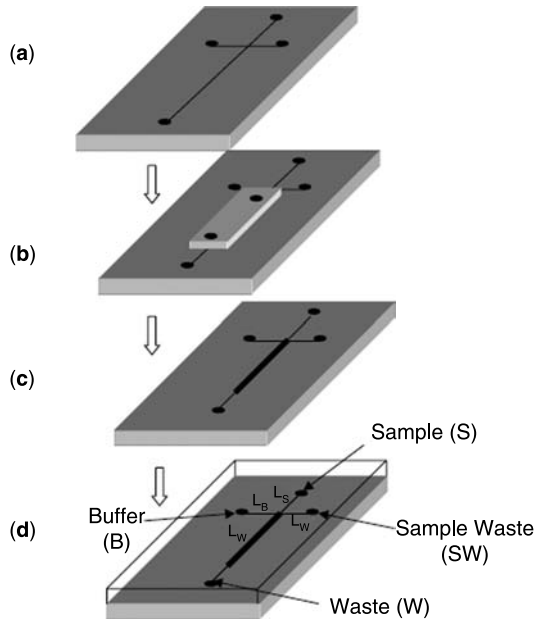 (a)
(b)
(c)
Sample (S)
(d)
Buffer
(B)
L_B
L_S
L_W
L_W
Sample Waste
(SW)
Waste (W)